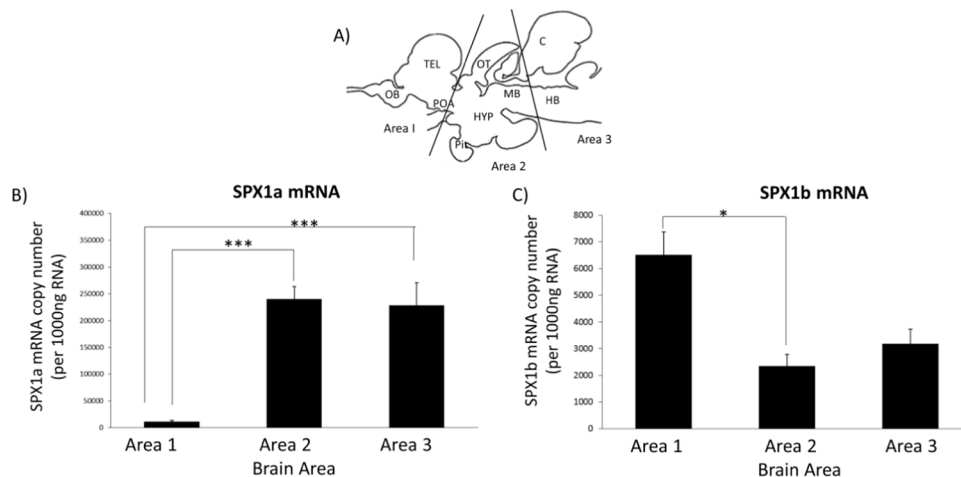 A)
TEL
OT
C
OB
POA
MB
HB
HYP
Area I
Pit
Area 2
Area 3
B)
SPX1a mRNA
SPX1a mRNA copy number
(per 1000ng RNA)
400000
350000
300000
250000
200000
150000
100000
50000
0
***
***
Area 1
Area 2
Area 3
Brain Area
C)
SPX1b mRNA
SPX1b mRNA copy number
(per 1000ng RNA)
8000
7000
6000
5000
4000
3000
2000
1000
0
*
Area 1
Area 2
Area 3
Brain Area